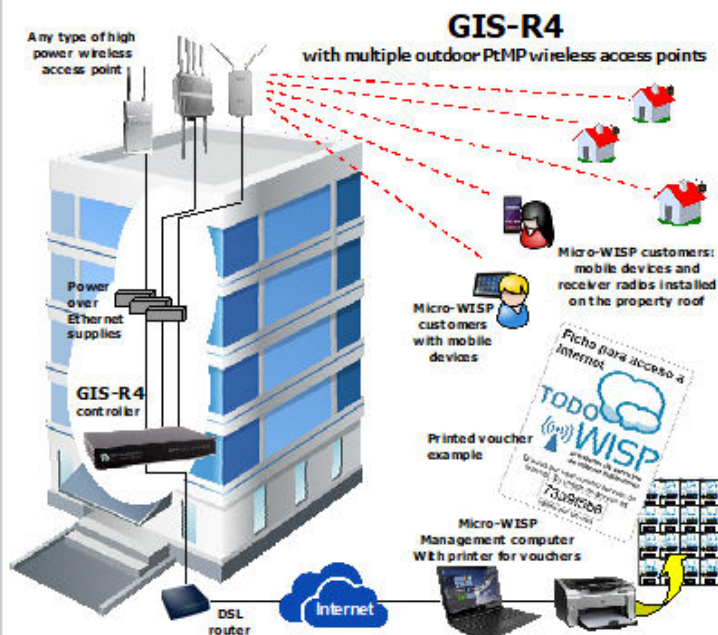 GIS-R4
with multiple outdoor PtMP wireless access points
Any type of high
power wireless
access point
Power
over
Ethernet
supplies
GIS-R4
controller
Micro-WISP customers:
mobile devices and
receiver radios installed
on the property roof
Micro-WISP
customers
with mobile
devices
Ficha para acceso a
Internet
TODO
WISP
Printed voucher
example
Micro-WISP
Management computer
With printer for vouchers
Internet
DSL
router